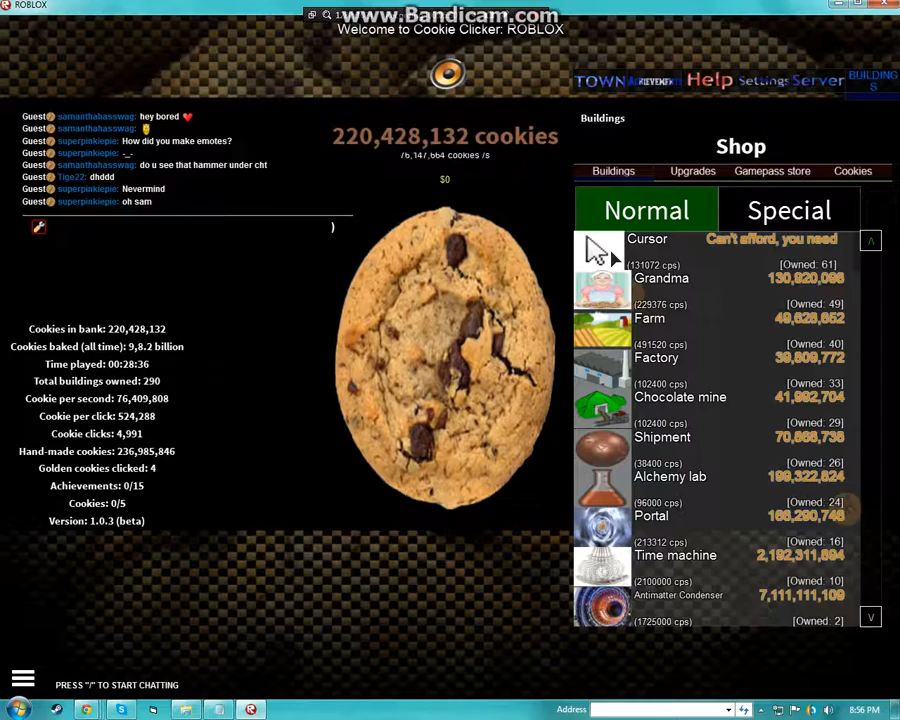 ROBLOX
www.Bandicam.com
Welcome to Cookie Clicker: ROBLOX
TOWN
Help
Settings
Server
BUILDING
S
Guest samanthahasswag: hey bored
Guest samanthahasswag:
Guest superpinkiepie: How did you make emotes?
Guest superpinkiepie: -_-
Guest samanthahasswag: do u see that hammer under cht
Guest Tige22: dhddd
Guest superpinkiepie: Nevermind
Guest superpinkiepie: oh sam
)
220,428,132 cookies
cookies /s
$0
Cookies in bank: 220,428,132
Cookies baked (all time): 9,8.2 billion
Time played: 00:28:36
Total buildings owned: 290
Cookie per second: 76,409,808
Cookie per click: 524,288
Cookie clicks: 4,991
Hand-made cookies: 236,985,846
Golden cookies clicked: 4
Achievements: 0/15
Cookies: 0/5
Version: 1.0.3 (beta)
Buildings
Shop
Buildings
Upgrades
Gamepass store
Cookies
Normal
Special
Cursor
Can't afford, you need
(131072 cps)
[Owned: 61]
Grandma
130,920,098
(229376 cps)
[Owned: 49]
Farm
49,628,652
(491520 cps)
[Owned: 40]
Factory
39,809,772
(102400 cps)
[Owned: 33]
Chocolate mine
41,992,704
(102400 cps)
[Owned: 29]
Shipment
70,868,738
(38400 cps)
[Owned: 26]
Alchemy lab
199,322,624
(96000 cps)
[Owned: 24]
Portal
166,290,746
(213312 cps)
[Owned: 16]
Time machine
2,192,311,694
(2100000 cps)
[Owned: 10]
Antimatter Condenser
7,111,111,109
(1725000 cps)
[Owned: 2]
PRESS "/" TO START CHATTING
Address
8:56 PM